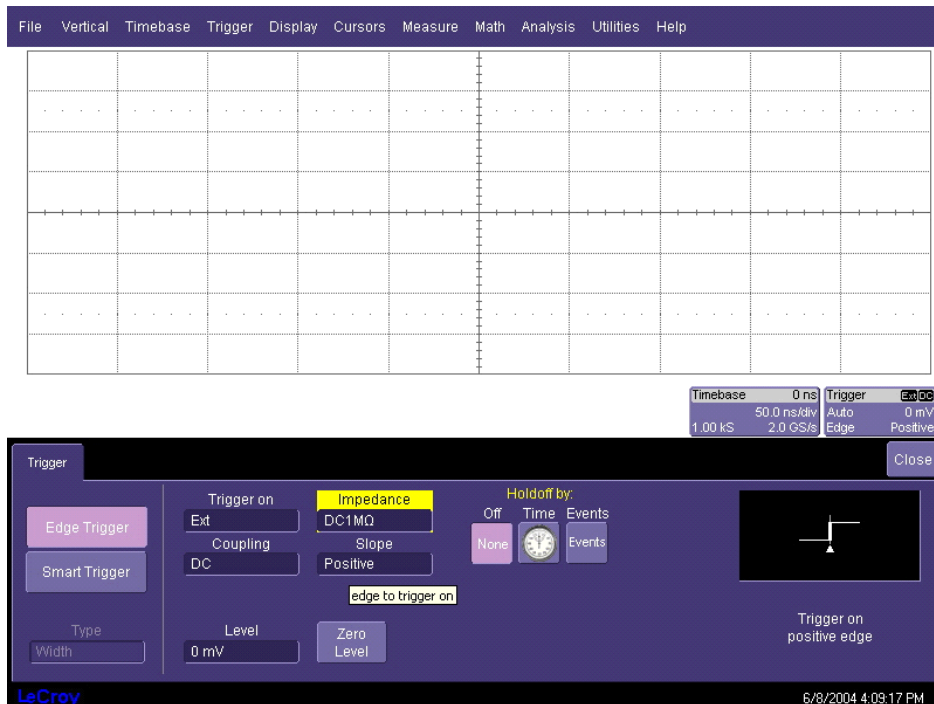 File Vertical Timebase Trigger Display Cursors Measure Math Analysis Utilities Help
Timebase 0 ns
50.0 ns/div
1.00 kS 2.0 GS/s
Trigger Ext DC
Auto 0 mV
Edge Positive
Trigger
Close
Edge Trigger
Smart Trigger
Type
Width
Trigger on
Ext
Coupling
DC
Level
0 mV
Impedance
DC1MΩ
Slope
Positive
edge to trigger on
Zero
Level
Holdoff by:
Off Time Events
None Events
Trigger on
positive edge
LeCroy
6/8/2004 4:09:17 PM